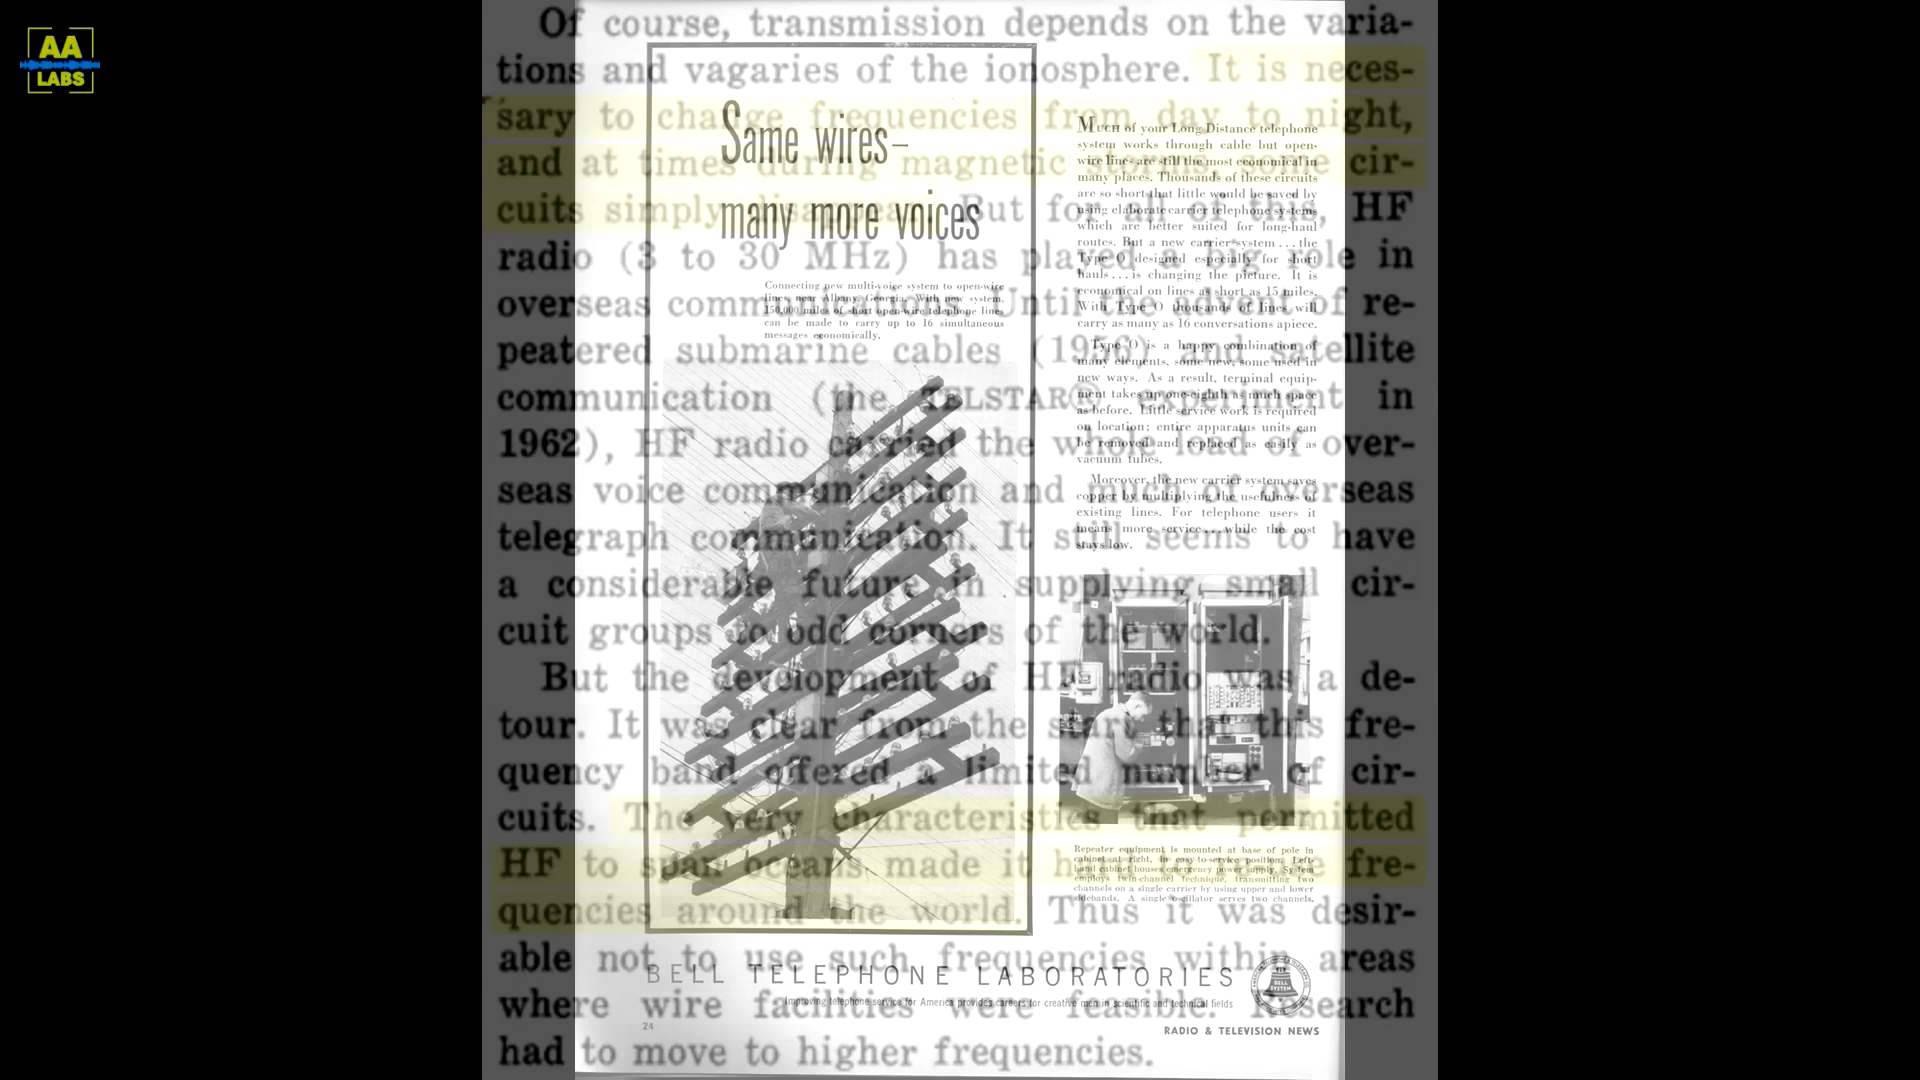 AA
LABS
Of course, transmission depends on the varia-
tions and vagaries of the ionosphere. It is neces-
sary to change frequencies from day to night,
and at times during magnetic storms some cir-
cuits simply disappear. But for all of this, HF
radio (3 to 30 MHz) has played a big role in
overseas communications. Until the advent of re-
peatered submarine cables (1956) and satellite
communication (the TELSTAR® experiment in
1962), HF radio carried the whole load of over-
seas voice communication and much of overseas
telegraph communication. It still seems to have
a considerable future in supplying small cir-
cuit groups to odd corners of the world.
But the development of HF radio was a de-
tour. It was clear from the start that this fre-
quency band offered a limited number of cir-
cuits. The very characteristics that permitted
HF to span oceans made it hard to reuse fre-
quencies around the world. Thus it was desir-
able not to use such frequencies within areas
where wire facilities were feasible. Research
had to move to higher frequencies.
Same wires–
many more voices
Connecting new multi-voice system to open-wire
lines, near Albany, Georgia. With new system,
150,000 miles of short open-wire telephone lines
can be made to carry up to 16 simultaneous
messages economically.
MUCH of your Long Distance telephone
system works through cable but open-
wire lines are still the most economical in
many places. Thousands of these circuits
are so short that little would be saved by
using elaborate carrier telephone systems
which are better suited for long-haul
routes. But a new carrier system . . . the
Type O designed especially for short
hauls . . . is changing the picture. It is
economical on lines as short as 15 miles.
With Type O thousands of lines will
carry as many as 16 conversations apiece.
Type O is a happy combination of
many elements, some new, some used in
new ways. As a result, terminal equip-
ment takes up one-eighth as much space
as before. Little service work is required
on location; entire apparatus units can
be removed and replaced as easily as
vacuum tubes.
Moreover, the new carrier system saves
copper by multiplying the usefulness of
existing lines. For telephone users it
means more service . . . while the cost
stays low.
Repeater equipment is mounted at base of pole in
cabinet at right, in easy-to-service position. Left-
hand cabinet houses emergency power supply. System
employs twin-channel technique, transmitting two
channels on a single carrier by using upper and lower
sidebands. A single oscillator serves two channels.
BELL TELEPHONE LABORATORIES
Improving telephone service for America provides careers for creative men in scientific and technical fields
BELL
SYSTEM
24
RADIO & TELEVISION NEWS